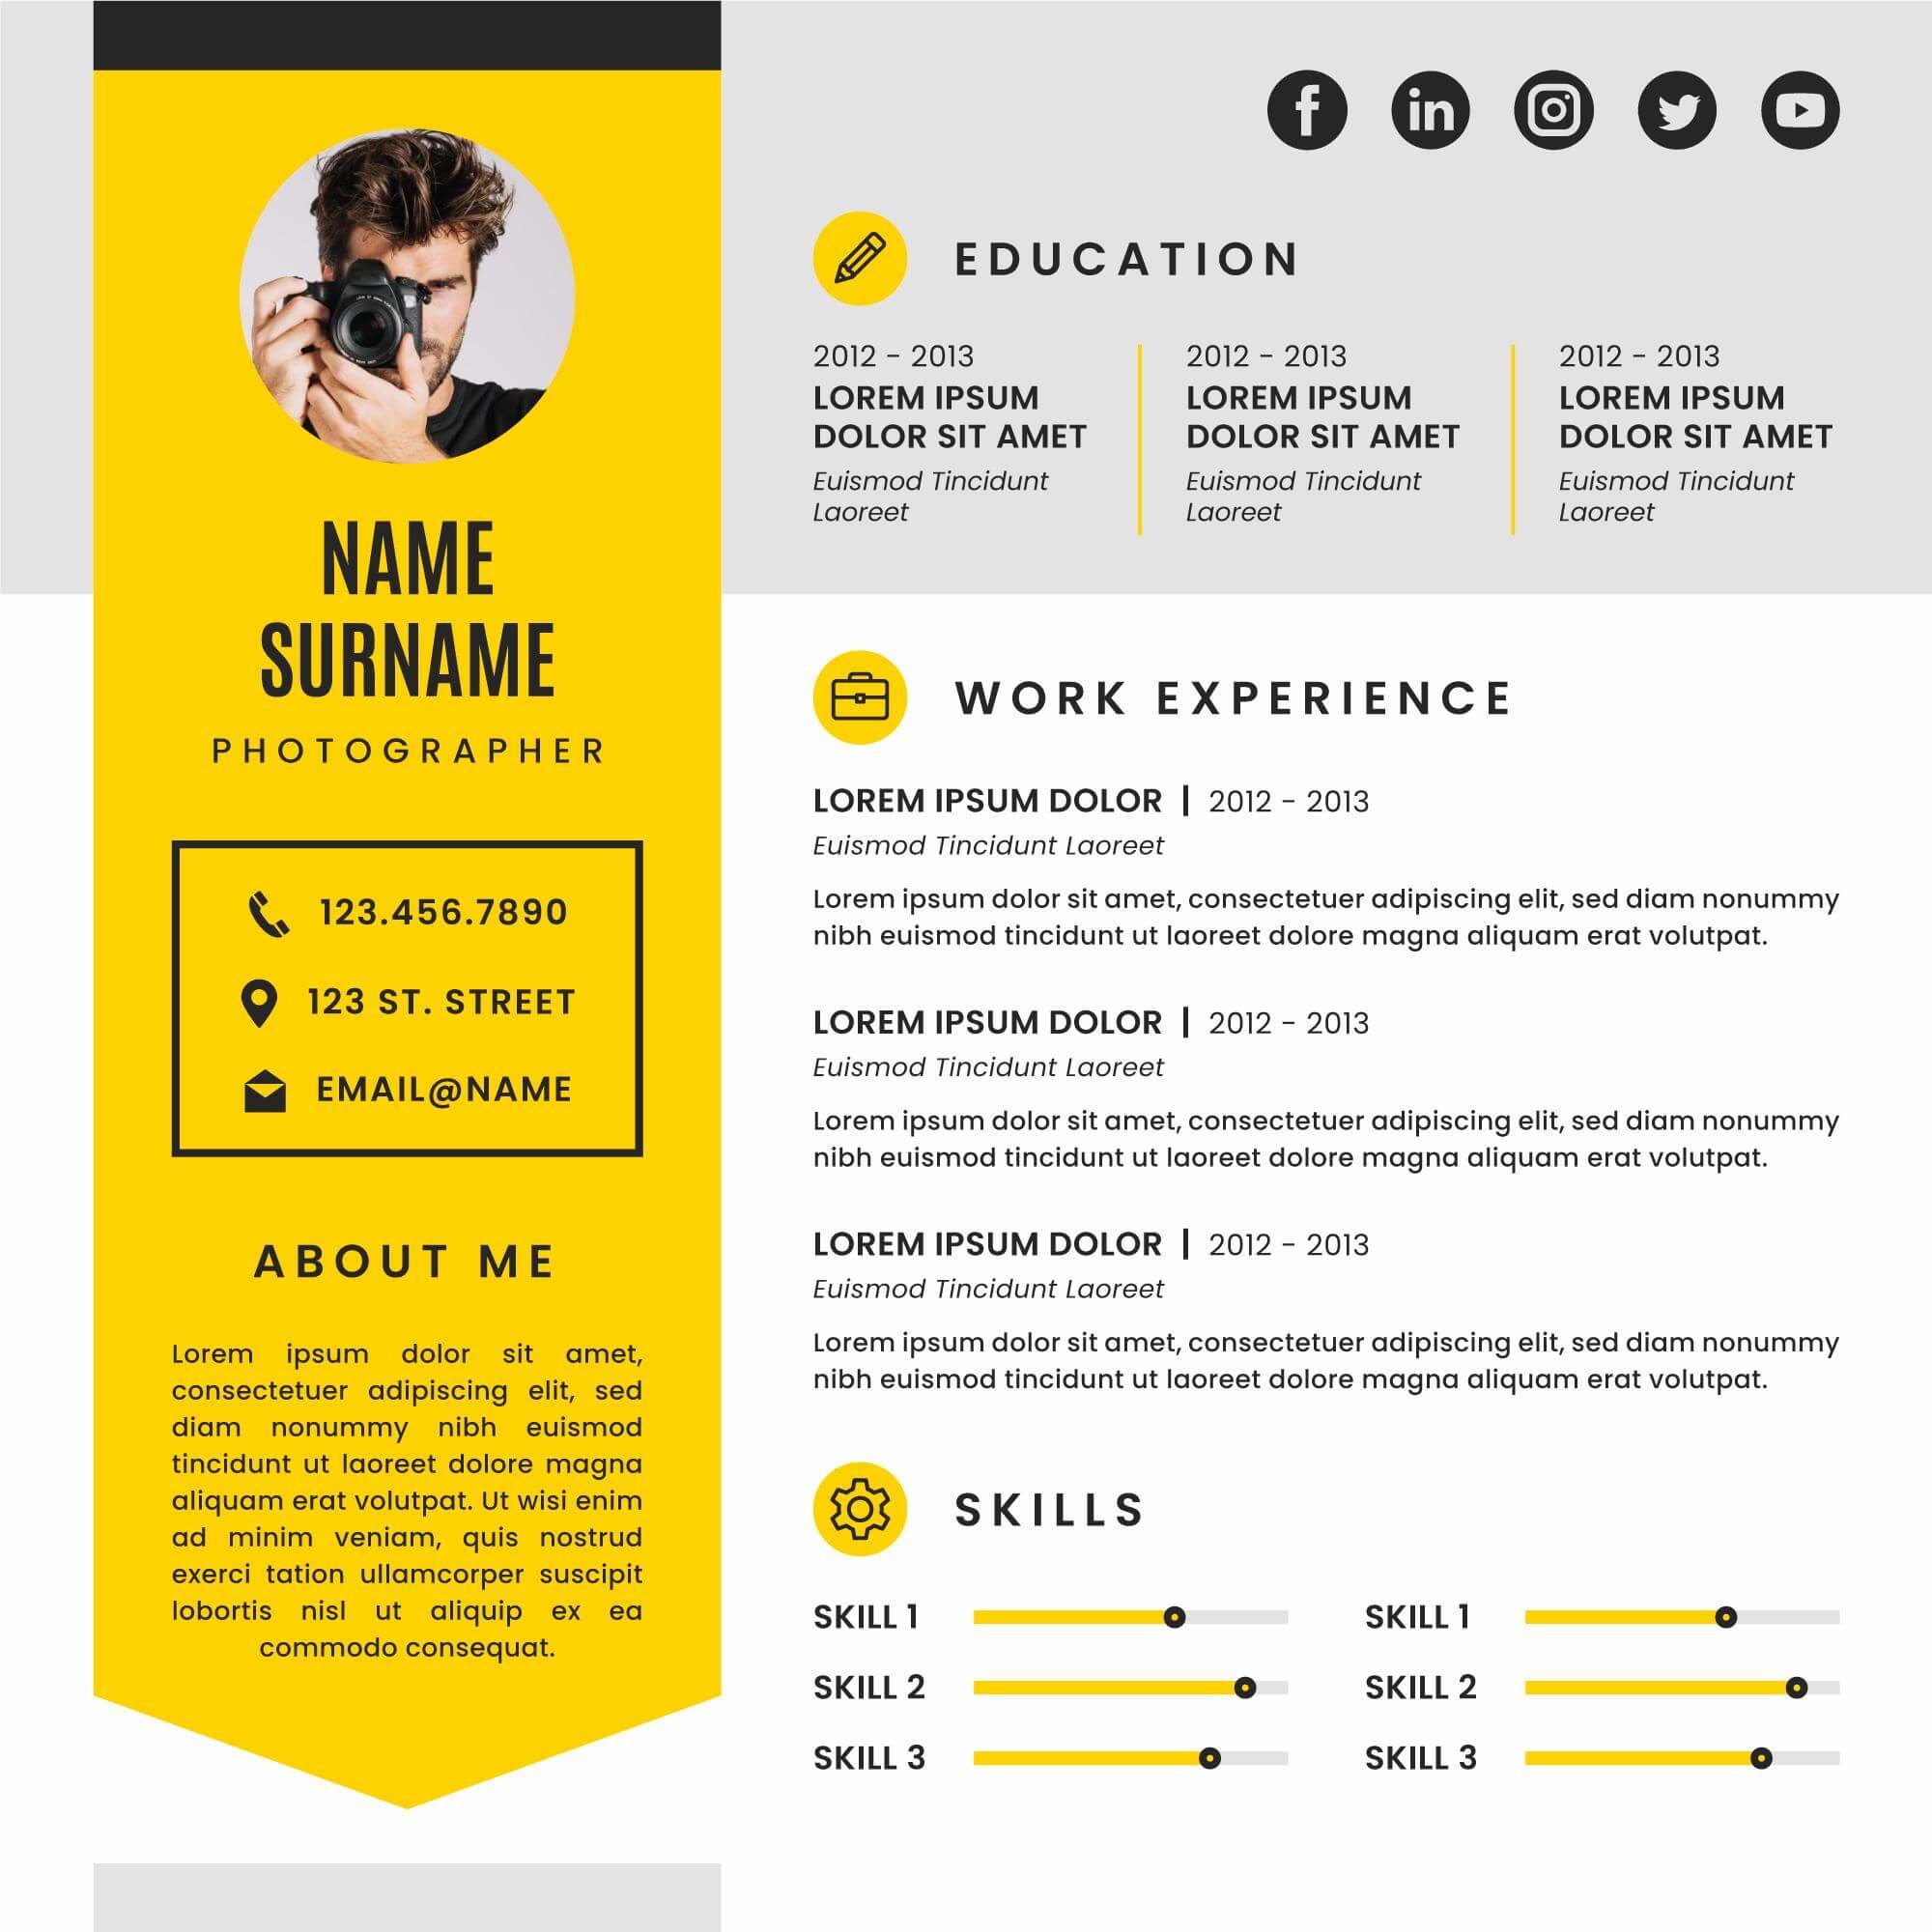 NAME
SURNAME
PHOTOGRAPHER
123.456.7890
123 ST. STREET
EMAIL@NAME
ABOUT ME
Lorem ipsum dolor sit amet,
consectetuer adipiscing elit, sed
diam nonummy nibh euismod
tincidunt ut laoreet dolore magna
aliquam erat volutpat. Ut wisi enim
ad minim veniam, quis nostrud
exerci tation ullamcorper suscipit
lobortis nisl ut aliquip ex ea
commodo consequat.
EDUCATION
2012 - 2013
LOREM IPSUM
DOLOR SIT AMET
Euismod Tincidunt
Laoreet
2012 - 2013
LOREM IPSUM
DOLOR SIT AMET
Euismod Tincidunt
Laoreet
2012 - 2013
LOREM IPSUM
DOLOR SIT AMET
Euismod Tincidunt
Laoreet
WORK EXPERIENCE
LOREM IPSUM DOLOR | 2012 - 2013
Euismod Tincidunt Laoreet
Lorem ipsum dolor sit amet, consectetuer adipiscing elit, sed diam nonummy
nibh euismod tincidunt ut laoreet dolore magna aliquam erat volutpat.
LOREM IPSUM DOLOR | 2012 - 2013
Euismod Tincidunt Laoreet
Lorem ipsum dolor sit amet, consectetuer adipiscing elit, sed diam nonummy
nibh euismod tincidunt ut laoreet dolore magna aliquam erat volutpat.
LOREM IPSUM DOLOR | 2012 - 2013
Euismod Tincidunt Laoreet
Lorem ipsum dolor sit amet, consectetuer adipiscing elit, sed diam nonummy
nibh euismod tincidunt ut laoreet dolore magna aliquam erat volutpat.
SKILLS
SKILL 1
SKILL 2
SKILL 3
SKILL 1
SKILL 2
SKILL 3